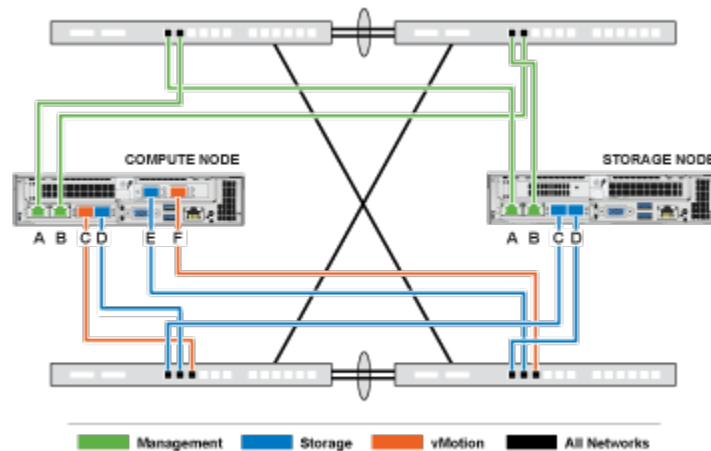 COMPUTE NODE
STORAGE NODE
A B C D E F
A B C D
Management Storage vMotion All Networks